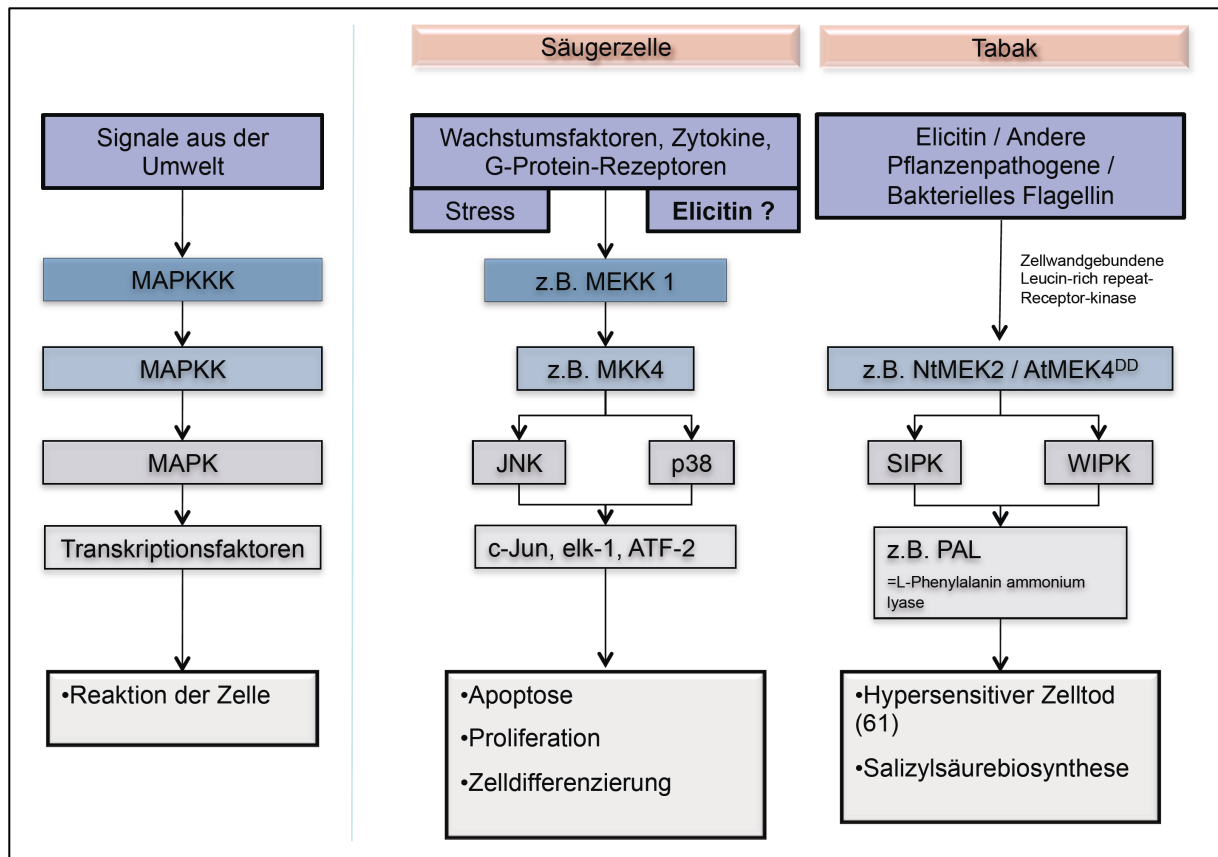 Säugerzelle
Tabak
Signale aus der
Umwelt
MAPKKK
MAPKK
MAPK
Transkriptionsfaktoren
•Reaktion der Zelle
Wachstumsfaktoren, Zytokine,
G-Protein-Rezeptoren
Stress
Elicitin ?
z.B. MEKK 1
z.B. MKK4
JNK
p38
c-Jun, elk-1, ATF-2
•Apoptose
•Proliferation
•Zelldifferenzierung
Elicitin / Andere
Pflanzenpathogene /
Bakterielles Flagellin
Zellwandgebundene
Leucin-rich repeat-
Receptor-kinase
z.B. NtMEK2 / AtMEK4ᴰᴰ
SIPK
WIPK
z.B. PAL
=L-Phenylalanin ammonium
lyase
•Hypersensitiver Zelltod
(61)
•Salizylsäurebiosynthese